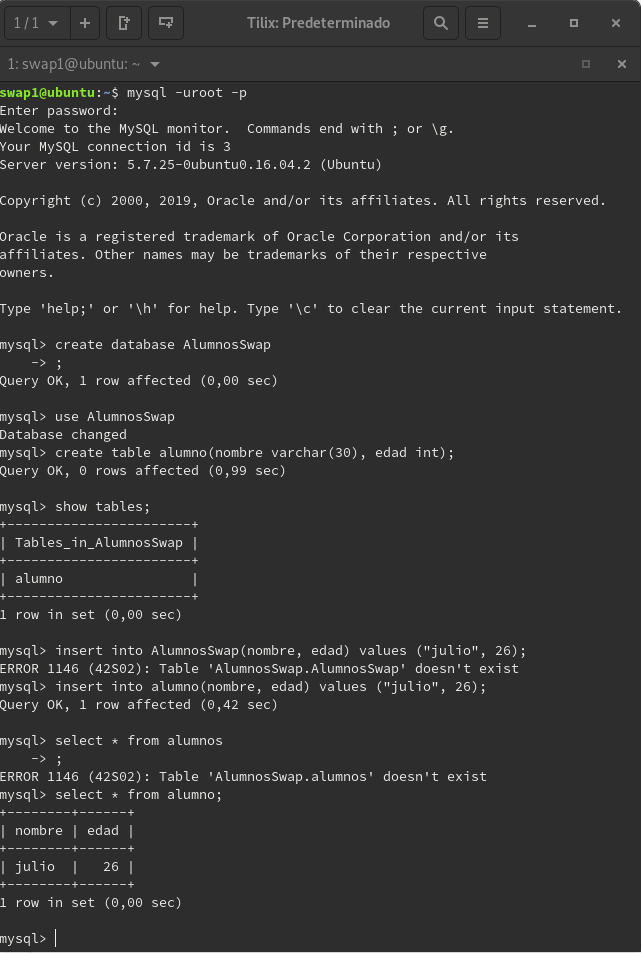 1 / 1
Tilix: Predeterminado
1: swap1@ubuntu: ~
swap1@ubuntu:~$ mysql -uroot -p
Enter password:
Welcome to the MySQL monitor.  Commands end with ; or \g.
Your MySQL connection id is 3
Server version: 5.7.25-0ubuntu0.16.04.2 (Ubuntu)

Copyright (c) 2000, 2019, Oracle and/or its affiliates. All rights reserved.

Oracle is a registered trademark of Oracle Corporation and/or its
affiliates. Other names may be trademarks of their respective
owners.

Type 'help;' or '\h' for help. Type '\c' to clear the current input statement.

mysql> create database AlumnosSwap
    -> ;
Query OK, 1 row affected (0,00 sec)

mysql> use AlumnosSwap
Database changed
mysql> create table alumno(nombre varchar(30), edad int);
Query OK, 0 rows affected (0,99 sec)

mysql> show tables;
+-----------------------+
| Tables_in_AlumnosSwap |
+-----------------------+
| alumno                |
+-----------------------+
1 row in set (0,00 sec)

mysql> insert into AlumnosSwap(nombre, edad) values ("julio", 26);
ERROR 1146 (42S02): Table 'AlumnosSwap.AlumnosSwap' doesn't exist
mysql> insert into alumno(nombre, edad) values ("julio", 26);
Query OK, 1 row affected (0,42 sec)

mysql> select * from alumnos
    -> ;
ERROR 1146 (42S02): Table 'AlumnosSwap.alumnos' doesn't exist
mysql> select * from alumno;
+--------+------+
| nombre | edad |
+--------+------+
| julio  |   26 |
+--------+------+
1 row in set (0,00 sec)

mysql>